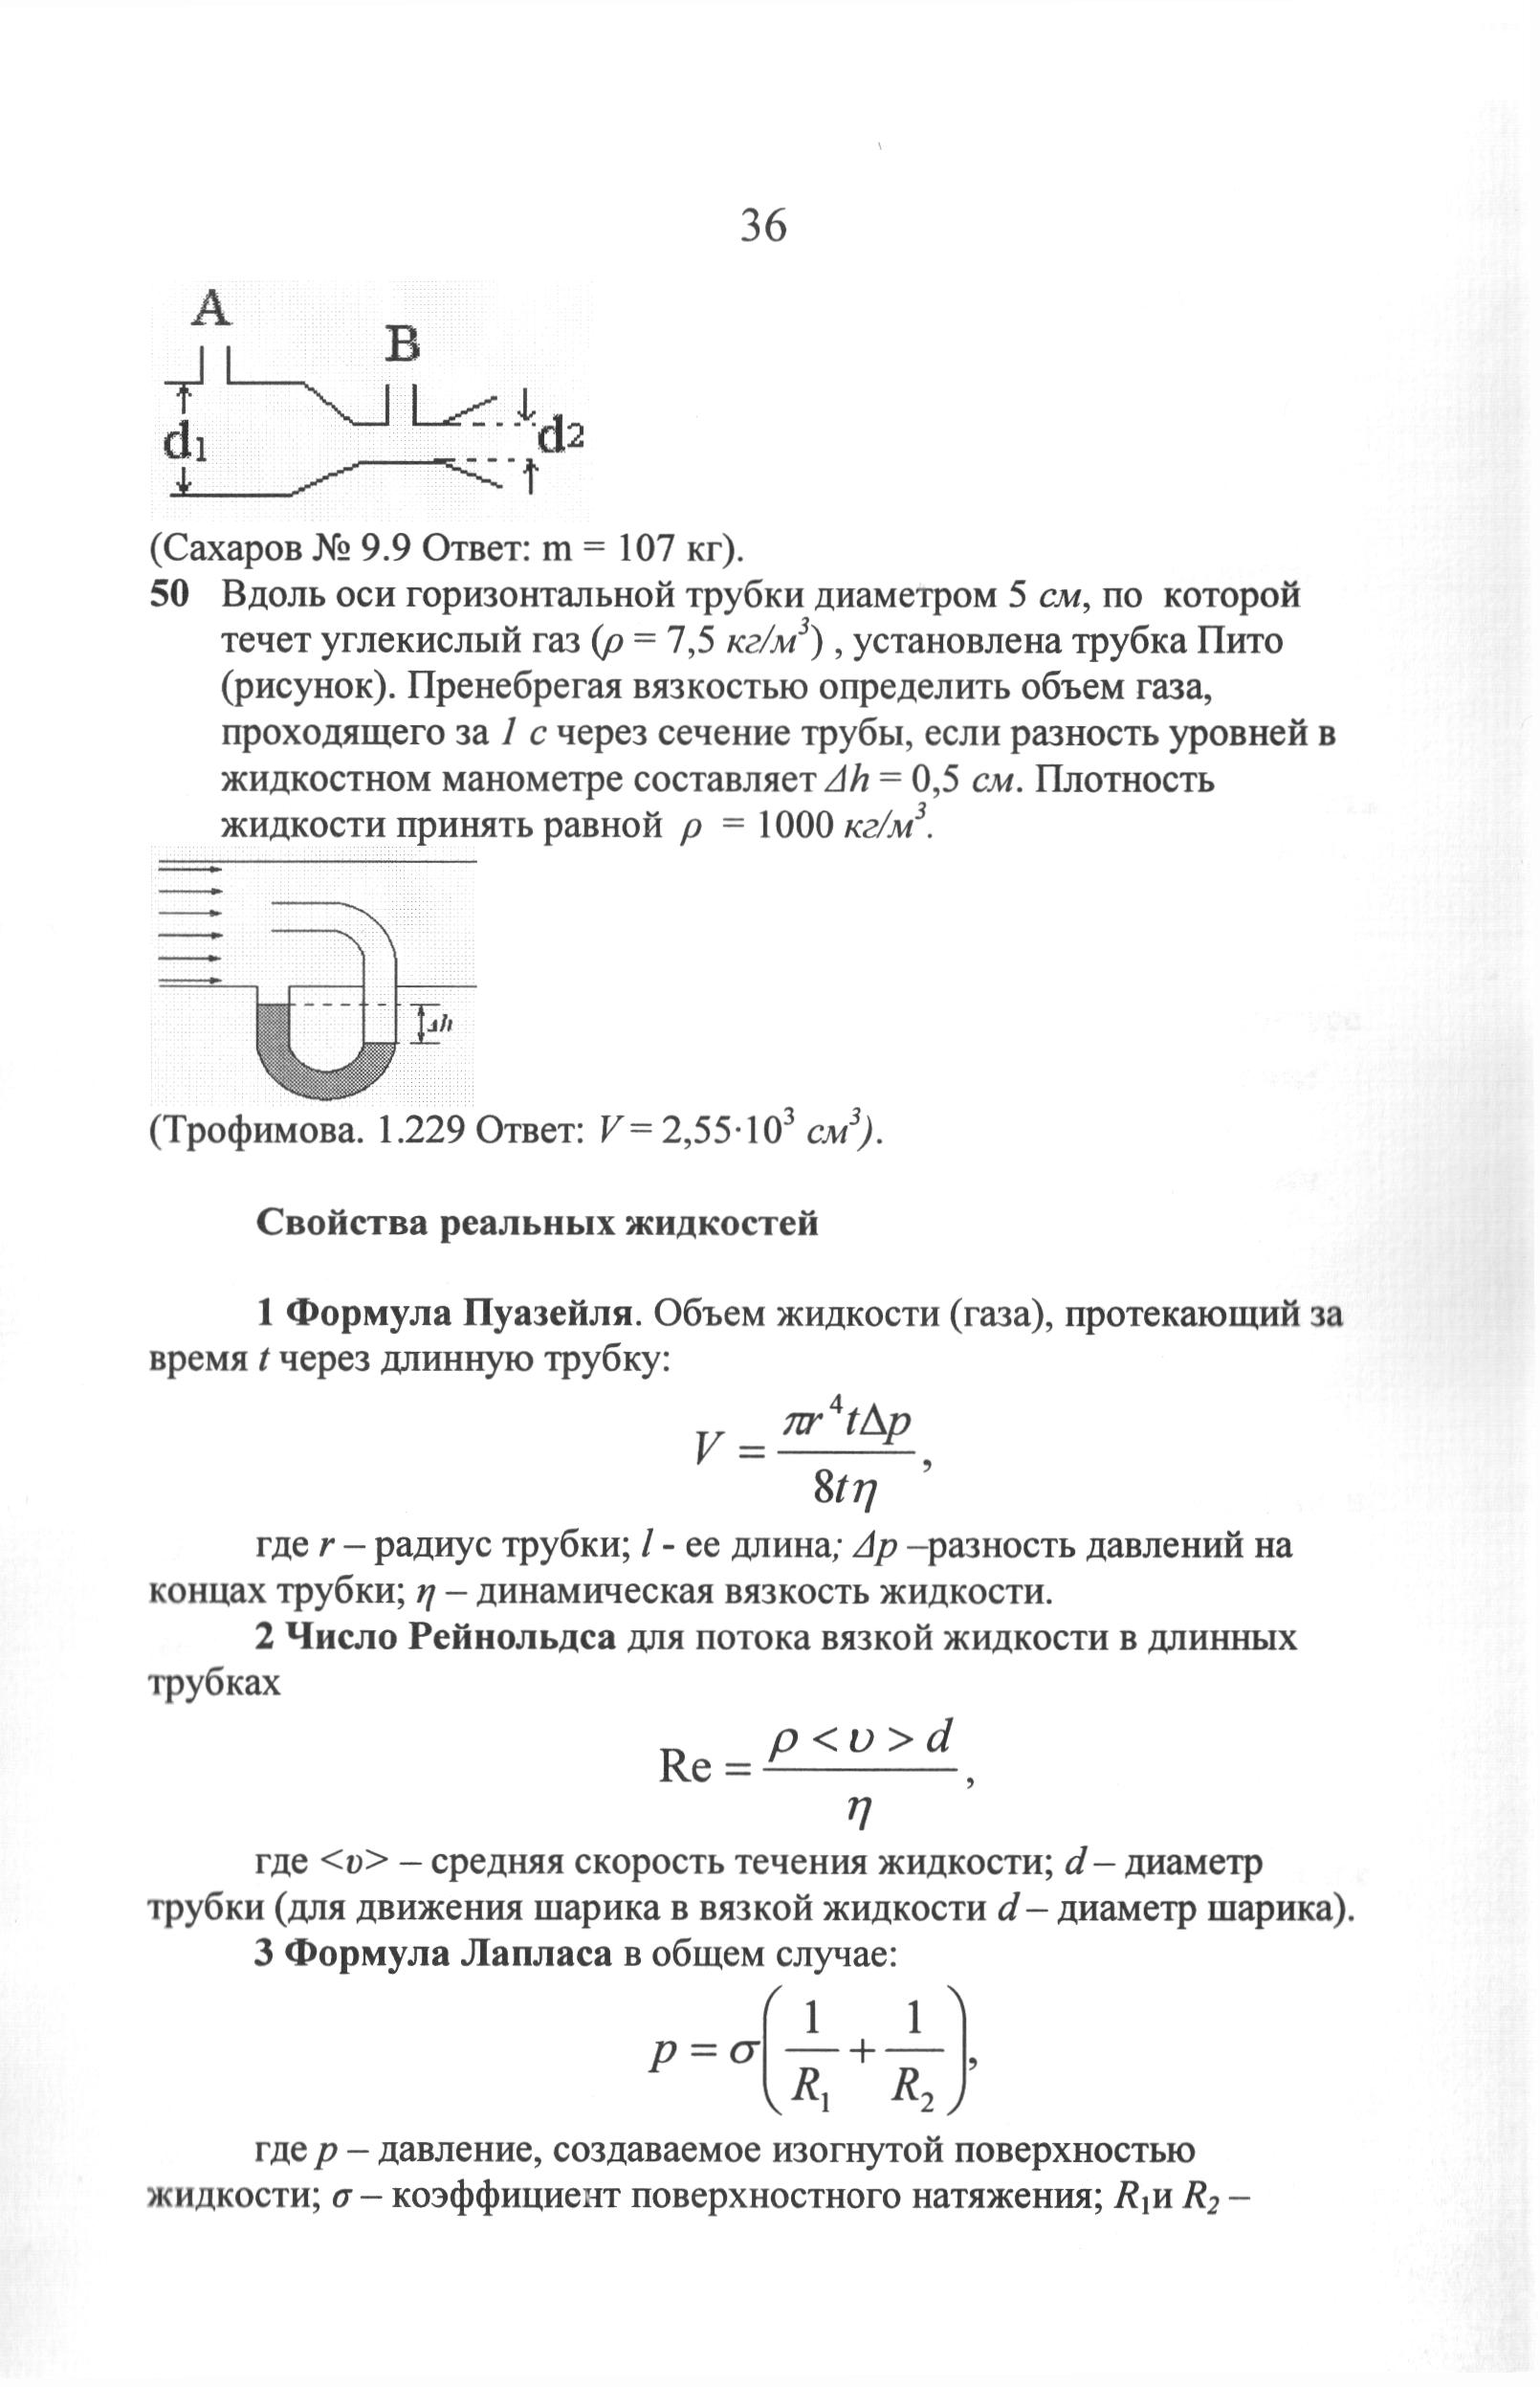 36
A
B
d1
d2
(Сахаров № 9.9 Ответ: m = 107 кг).
50 Вдоль оси горизонтальной трубки диаметром 5 см, по которой
течет углекислый газ (ρ = 7,5 кг/м³) , установлена трубка Пито
(рисунок). Пренебрегая вязкостью определить объем газа,
проходящего за 1 с через сечение трубы, если разность уровней в
жидкостном манометре составляет Δh = 0,5 см. Плотность
жидкости принять равной ρ = 1000 кг/м³.
Δh
(Трофимова. 1.229 Ответ: V = 2,55·10³ см³).
Свойства реальных жидкостей
1 Формула Пуазейля. Объем жидкости (газа), протекающий за
время t через длинную трубку:
V = πr⁴tΔp / 8tη,
где r – радиус трубки; l - ее длина; Δp –разность давлений на
концах трубки; η – динамическая вязкость жидкости.
2 Число Рейнольдса для потока вязкой жидкости в длинных
трубках
Re = ρ < υ > d / η,
где <υ> – средняя скорость течения жидкости; d – диаметр
трубки (для движения шарика в вязкой жидкости d – диаметр шарика).
3 Формула Лапласа в общем случае:
p = σ(1/R₁ + 1/R₂),
где p – давление, создаваемое изогнутой поверхностью
жидкости; σ – коэффициент поверхностного натяжения; R₁и R₂ –